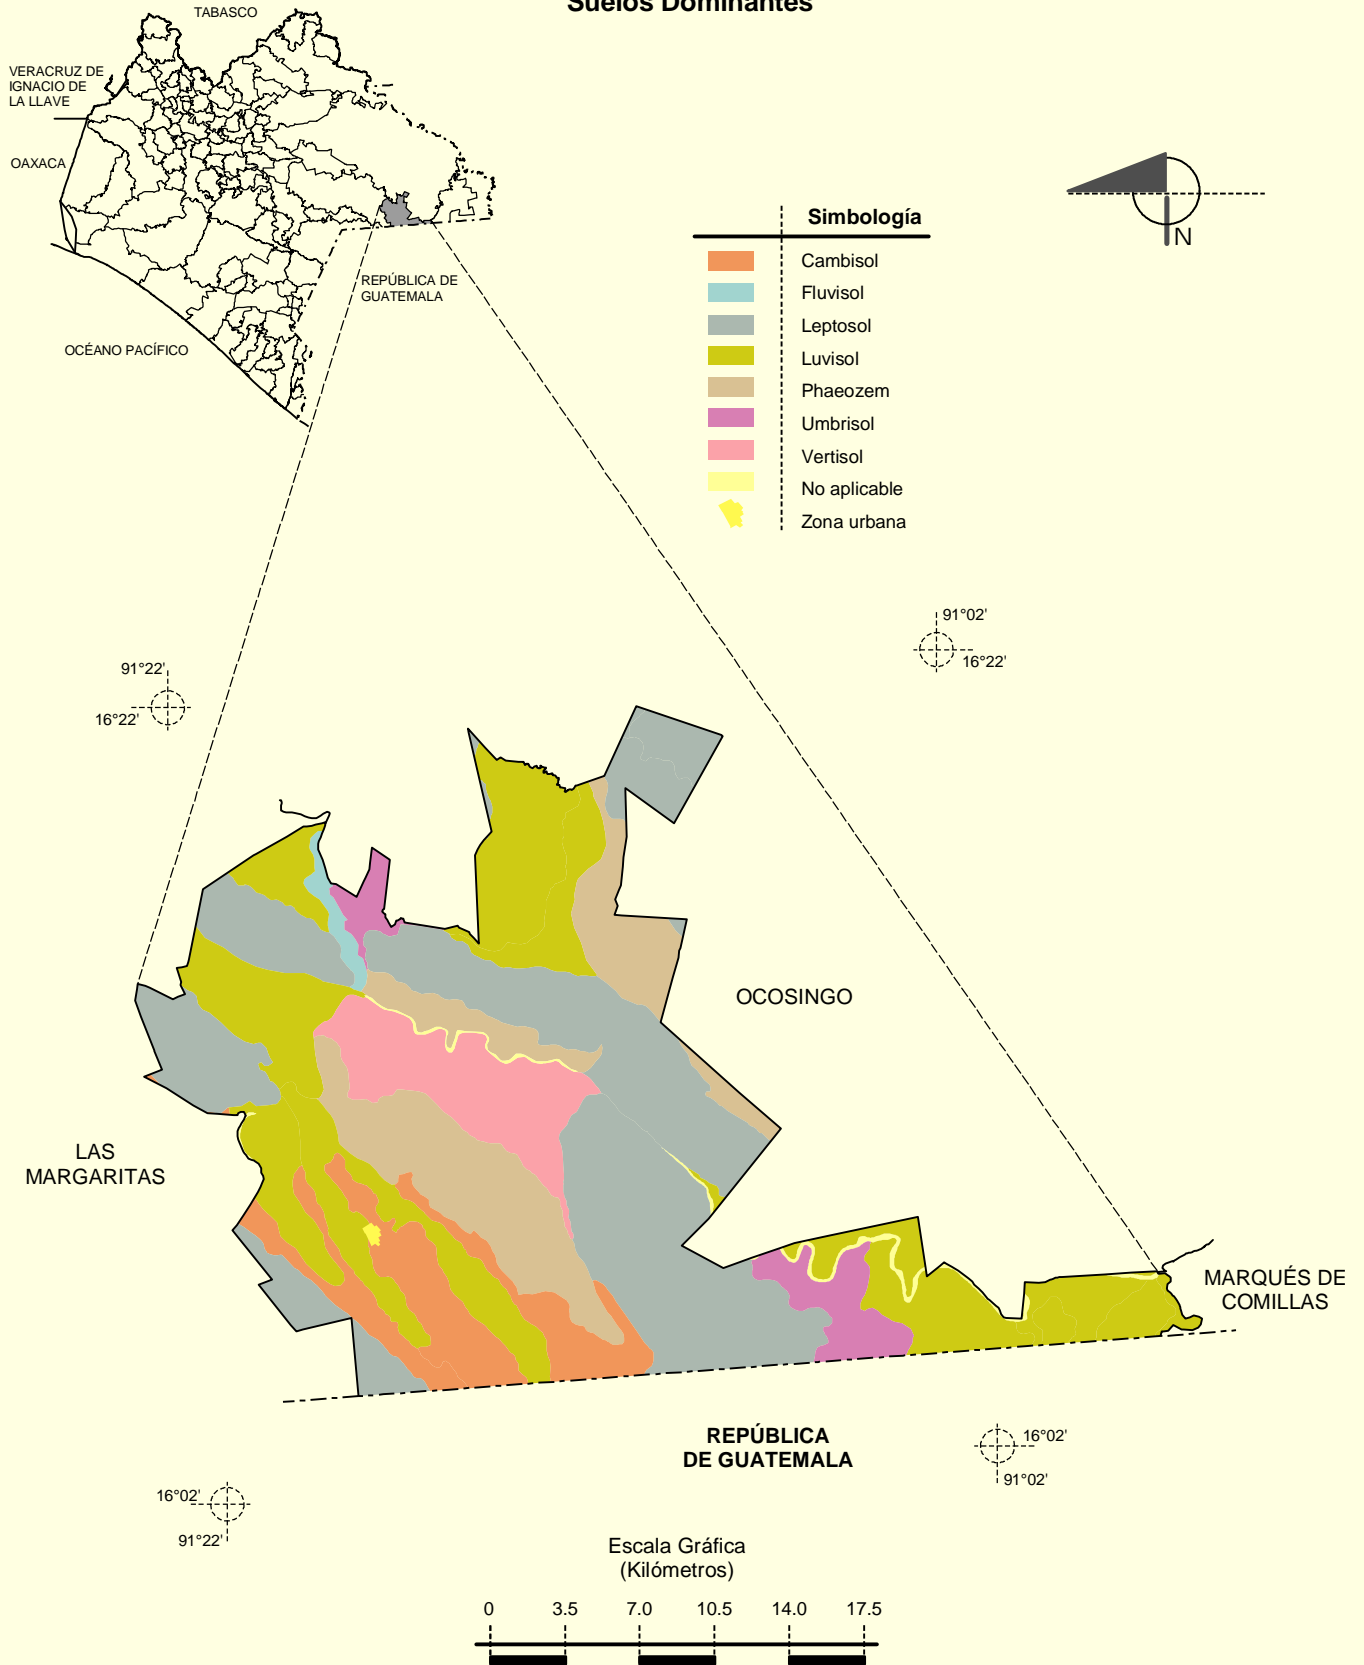 Suelos Dominantes
TABASCO
VERACRUZ DE
IGNACIO DE
LA LLAVE
OAXACA
REPÚBLICA DE
GUATEMALA
OCÉANO PACÍFICO
N
Simbología
Cambisol
Fluvisol
Leptosol
Luvisol
Phaeozem
Umbrisol
Vertisol
No aplicable
Zona urbana
91°02'
16°22'
91°22'
16°22'
OCOSINGO
LAS
MARGARITAS
MARQUÉS DE
COMILLAS
REPÚBLICA
DE GUATEMALA
16°02'
91°02'
16°02'
91°22'
Escala Gráfica
(Kilómetros)
0 3.5 7.0 10.5 14.0 17.5